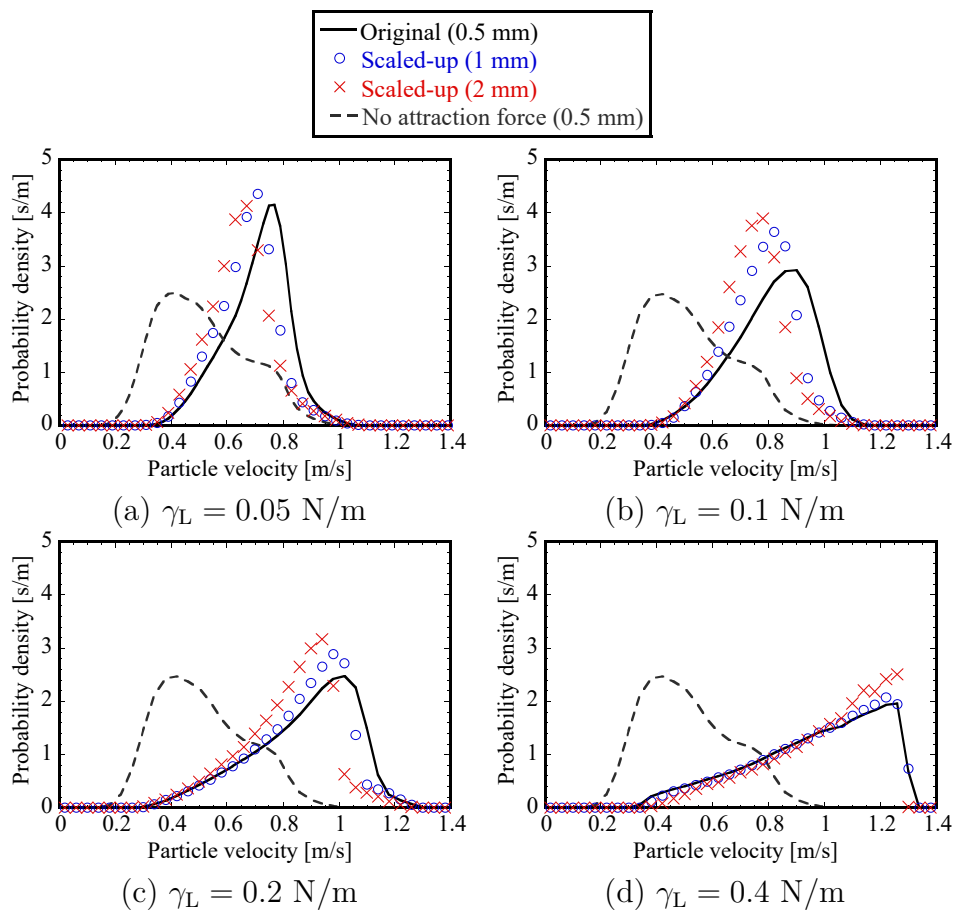 Original (0.5 mm)
Scaled-up (1 mm)
Scaled-up (2 mm)
No attraction force (0.5 mm)
Probability density [s/m]
5
4
3
2
1
0
0 0.2 0.4 0.6 0.8 1 1.2 1.4
Particle velocity [m/s]
(a) γL = 0.05 N/m
Probability density [s/m]
5
4
3
2
1
0
0 0.2 0.4 0.6 0.8 1 1.2 1.4
Particle velocity [m/s]
(b) γL = 0.1 N/m
Probability density [s/m]
5
4
3
2
1
0
0 0.2 0.4 0.6 0.8 1 1.2 1.4
Particle velocity [m/s]
(c) γL = 0.2 N/m
Probability density [s/m]
5
4
3
2
1
0
0 0.2 0.4 0.6 0.8 1 1.2 1.4
Particle velocity [m/s]
(d) γL = 0.4 N/m